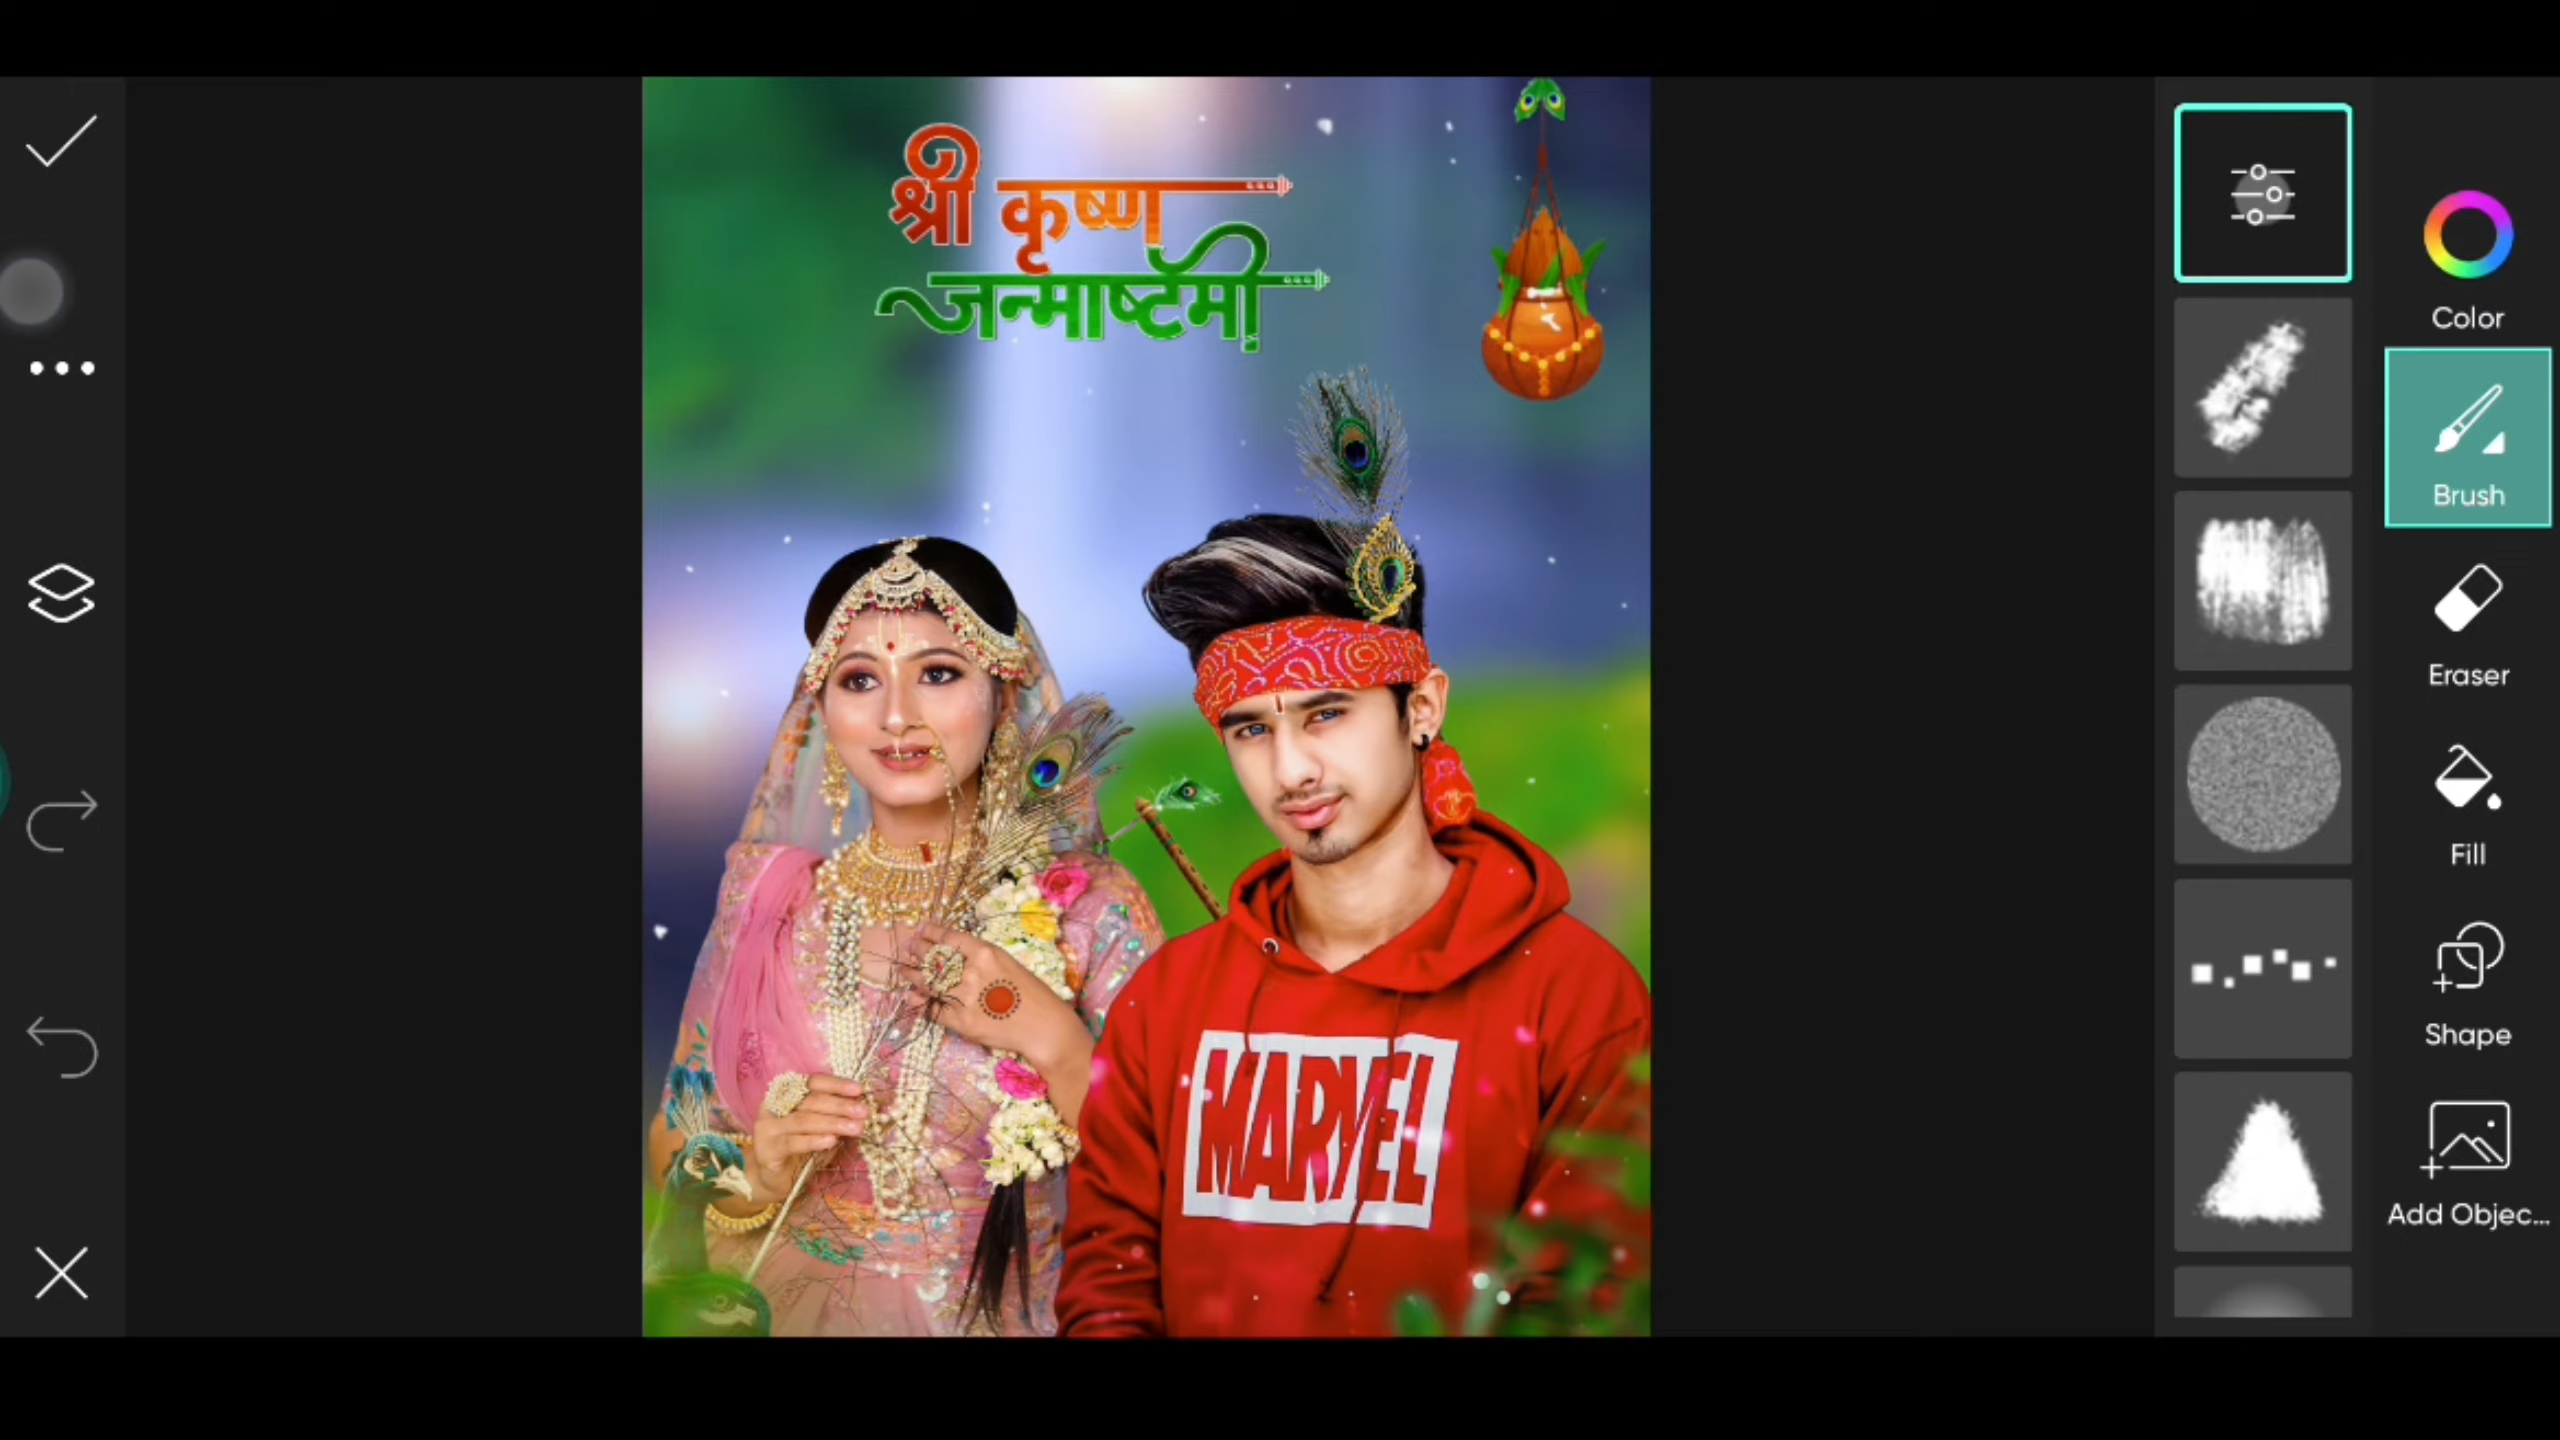 श्री कृष्ण
जन्माष्टमी
MARVEL
Color
Brush
Eraser
Fill
Shape
Add Objec...